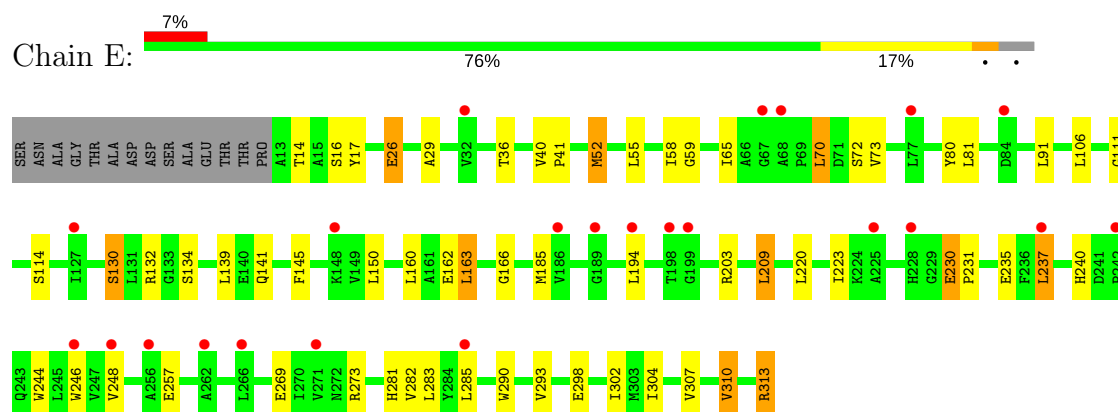 7%
Chain E:
76% 17% • •
SER ASN ALA GLY THR ALA ASP ASP SER ALA GLU THR THR PRO A13 T14 A15 S16 Y17 E26 A29 V32 I36 V40 P41 M52 L55 I58 G59 I65 A66 G67 A68 P69 L70 D71 S72 V73 L77 Y80 L81 D84 L91 L106
S114 I127 S130 L131 R132 G133 S134 L139 E140 Q141 F145 K148 V149 L150 L160 A161 E162 L163 G166 M185 V186 G189 L194 T198 G199 R203 L209 L220 I223 K224 A225 H228 G229 E230 P231 E235 F236 L237 H240 D241
Q243 W244 L245 W246 V247 V248 A256 E257 A262 L266 E269 I270 V271 N272 R273 H281 V282 L283 Y284 L285 W290 V293 E298 I302 M303 I304 V307 V310 R313